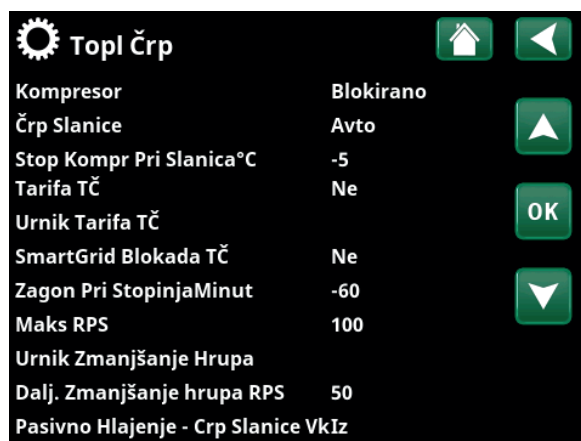 Topl Črp
Kompresor Blokirano
Črp Slanice Avto
Stop Kompr Pri Slanica°C -5
Tarifa TČ Ne
Urnik Tarifa TČ
OK
SmartGrid Blokada TČ Ne
Zagon Pri StopinjaMinut -60
Maks RPS 100
Urnik Zmanjšanje Hrupa
Dalj. Zmanjšanje hrupa RPS 50
Pasivno Hlajenje - Crp Slanice VkIz